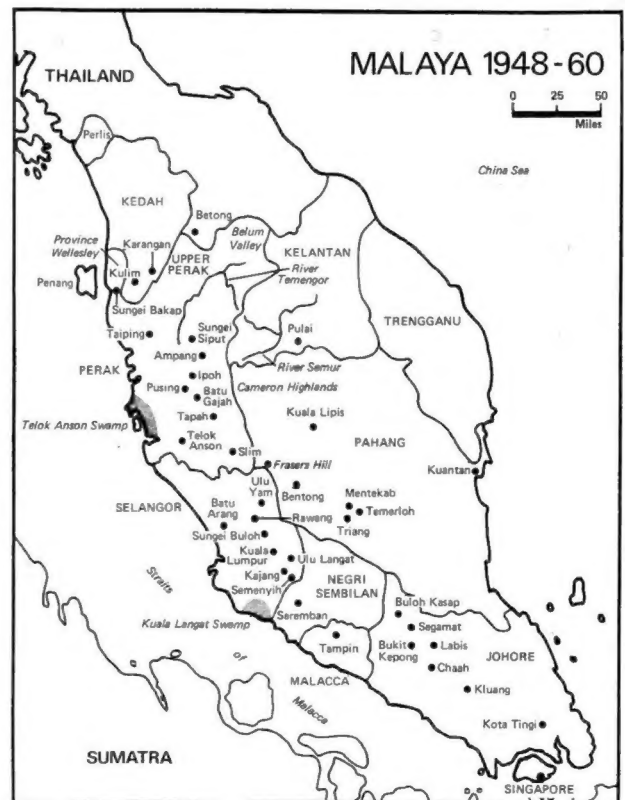 MALAYA 1948-60
0 25 50
Miles
THAILAND
Perlis
China Sea
KEDAH
Betong
Belum
Valley
KELANTAN
Province
Wellesley
Karangan
UPPER
PERAK
River
Temengor
Penang
Kulim
Sungei Bakap
TRENGGANU
Taiping
Sungei
Siput
Pulai
Ampang
River Semur
PERAK
Ipoh
Cameron Highlands
Pusing
Batu
Gajah
Tapah
Kuala Lipis
Telok Anson Swamp
Telok
Anson
PAHANG
Slim
Frasers Hill
Kuantan
Ulu
Yam
Bentong
SELANGOR
Batu
Arang
Mentekab
Temerloh
Rawang
Triang
Sungei Buloh
Kuala
Lumpur
Ulu Langat
Kajang
NEGRI
SEMBILAN
Semenyih
Straits
Seremban
Buloh Kasap
Kuala Langat Swamp
Segamat
Tampin
Bukit
Kepong
Labis
JOHORE
of
Chaah
MALACCA
Kluang
Malacca
Kota Tingi
SUMATRA
SINGAPORE